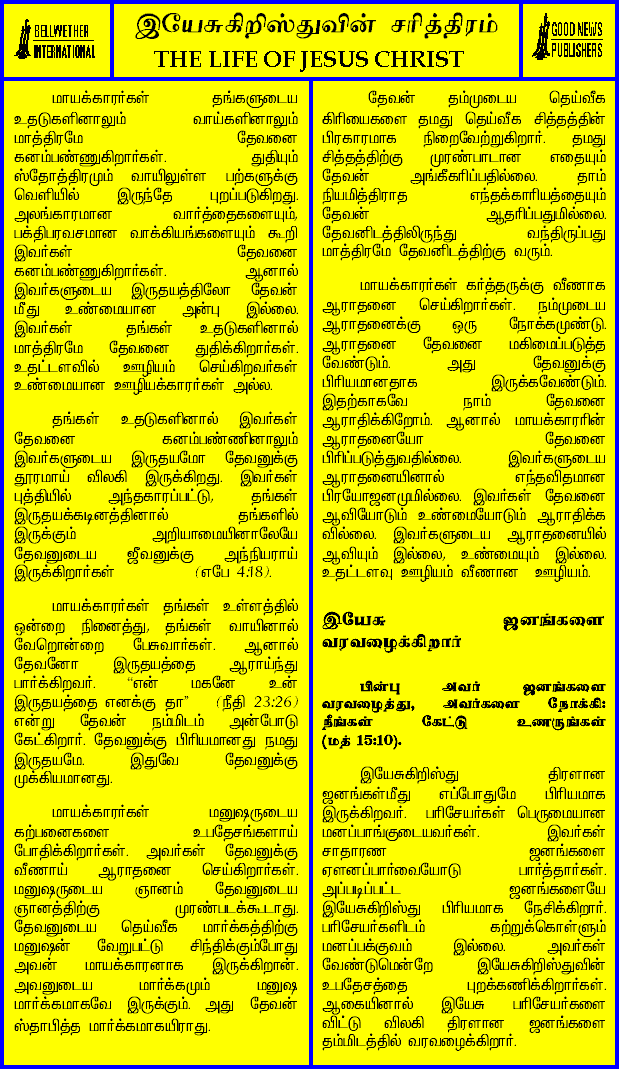 BELLWETHER
INTERNATIONAL
இயேசுகிறிஸ்துவின் சரித்திரம்
THE LIFE OF JESUS CHRIST
GOOD NEWS
PUBLISHERS
மாயக்காரர்கள் தங்களுடைய
உதடுகளினாலும் வாய்களினாலும்
மாத்திரமே தேவனை
கனம்பண்ணுகிறார்கள். துதியும்
ஸ்தோத்திரமும் வாயிலுள்ள பற்களுக்கு
வெளியில் இருந்தே புறப்படுகிறது.
அலங்காரமான வார்த்தைகளையும்,
பக்திபரவசமான வாக்கியங்களையும் கூறி
இவர்கள் தேவனை
கனம்பண்ணுகிறார்கள். ஆனால்
இவர்களுடைய இருதயத்திலோ தேவன்
மீது உண்மையான அன்பு இல்லை.
இவர்கள் தங்கள் உதடுகளினால்
மாத்திரமே தேவனை துதிக்கிறார்கள்.
உதட்டளவில் ஊழியம் செய்கிறவர்கள்
உண்மையான ஊழியக்காரர்கள் அல்ல.
தங்கள் உதடுகளினால் இவர்கள்
தேவனை கனம்பண்ணினாலும்
இவர்களுடைய இருதயமோ தேவனுக்கு
தூரமாய் விலகி இருக்கிறது. இவர்கள்
புத்தியில் அந்தகாரப்பட்டு, தங்கள்
இருதயக்கடினத்தினால் தங்களில்
இருக்கும் அறியாமையினாலேயே
தேவனுடைய ஜீவனுக்கு அந்நியராய்
இருக்கிறார்கள் (எபே 4:18).
மாயக்காரர்கள் தங்கள் உள்ளத்தில்
ஒன்றை நினைத்து, தங்கள் வாயினால்
வேறொன்றை பேசுவார்கள். ஆனால்
தேவனோ இருதயத்தை ஆராய்ந்து
பார்க்கிறவர். “என் மகனே உன்
இருதயத்தை எனக்கு தா” (நீதி 23:26)
என்று தேவன் நம்மிடம் அன்போடு
கேட்கிறார். தேவனுக்கு பிரியமானது நமது
இருதயமே. இதுவே தேவனுக்கு
முக்கியமானது.
மாயக்காரர்கள் மனுஷருடைய
கற்பனைகளை உபதேசங்களாய்
போதிக்கிறார்கள். அவர்கள் தேவனுக்கு
வீணாய் ஆராதனை செய்கிறார்கள்.
மனுஷருடைய ஞானம் தேவனுடைய
ஞானத்திற்கு முரண்படக்கூடாது.
தேவனுடைய தெய்வீக மார்க்கத்திற்கு
மனுஷன் வேறுபட்டு சிந்திக்கும்போது
அவன் மாயக்காரனாக இருக்கிறான்.
அவனுடைய மார்க்கமும் மனுஷ
மார்க்கமாகவே இருக்கும். அது தேவன்
ஸ்தாபித்த மார்க்கமாகயிராது.
தேவன் தம்முடைய தெய்வீக
கிரியைகளை தமது தெய்வீக சித்தத்தின்
பிரகாரமாக நிறைவேற்றுகிறார். தமது
சித்தத்திற்கு முரண்பாடான எதையும்
தேவன் அங்கீகரிப்பதில்லை. தாம்
நியமித்திராத எந்தக்காரியத்தையும்
தேவன் ஆதரிப்பதுமில்லை.
தேவனிடத்திலிருந்து வந்திருப்பது
மாத்திரமே தேவனிடத்திற்கு வரும்.
மாயக்காரர்கள் கர்த்தருக்கு வீணாக
ஆராதனை செய்கிறார்கள். நம்முடைய
ஆராதனைக்கு ஒரு நோக்கமுண்டு.
ஆராதனை தேவனை மகிமைப்படுத்த
வேண்டும். அது தேவனுக்கு
பிரியமானதாக இருக்கவேண்டும்.
இதற்காகவே நாம் தேவனை
ஆராதிக்கிறோம். ஆனால் மாயக்காரரின்
ஆராதனையோ தேவனை
பிரிப்படுத்துவதில்லை. இவர்களுடைய
ஆராதனையினால் எந்தவிதமான
பிரயோஜனமுமில்லை. இவர்கள் தேவனை
ஆவியோடும் உண்மையோடும் ஆராதிக்க
வில்லை. இவர்களுடைய ஆராதனையில்
ஆவியும் இல்லை, உண்மையும் இல்லை.
உதட்டளவு ஊழியம் வீணான ஊழியம்.
இயேசு ஜனங்களை
வரவழைக்கிறார்
பின்பு அவர் ஜனங்களை
வரவழைத்து, அவர்களை நோக்கி:
நீங்கள் கேட்டு உணருங்கள்
(மத் 15:10).
இயேசுகிறிஸ்து திரளான
ஜனங்கள்மீது எப்போதுமே பிரியமாக
இருக்கிறவர். பரிசேயர்கள் பெருமையான
மனப்பாங்குடையவர்கள். இவர்கள்
சாதாரண ஜனங்களை
ஏளனப்பார்வையோடு பார்த்தார்கள்.
அப்படிப்பட்ட ஜனங்களையே
இயேசுகிறிஸ்து பிரியமாக நேசிக்கிறார்.
பரிசேயர்களிடம் கற்றுக்கொள்ளும்
மனப்பக்குவம் இல்லை. அவர்கள்
வேண்டுமென்றே இயேசுகிறிஸ்துவின்
உபதேசத்தை புறக்கணிக்கிறார்கள்.
ஆகையினால் இயேசு பரிசேயர்களை
விட்டு விலகி திரளான ஜனங்களை
தம்மிடத்தில் வரவழைக்கிறார்.